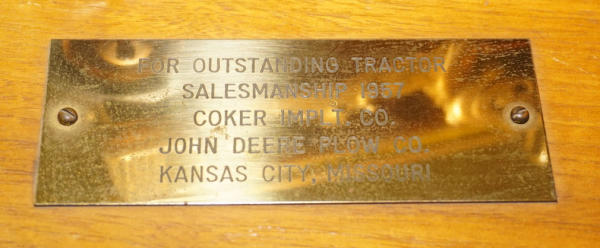 FOR OUTSTANDING TRACTOR
SALESMANSHIP 1957
COKER IMPLT. CO.
JOHN DEERE PLOW CO.
KANSAS CITY, MISSOURI